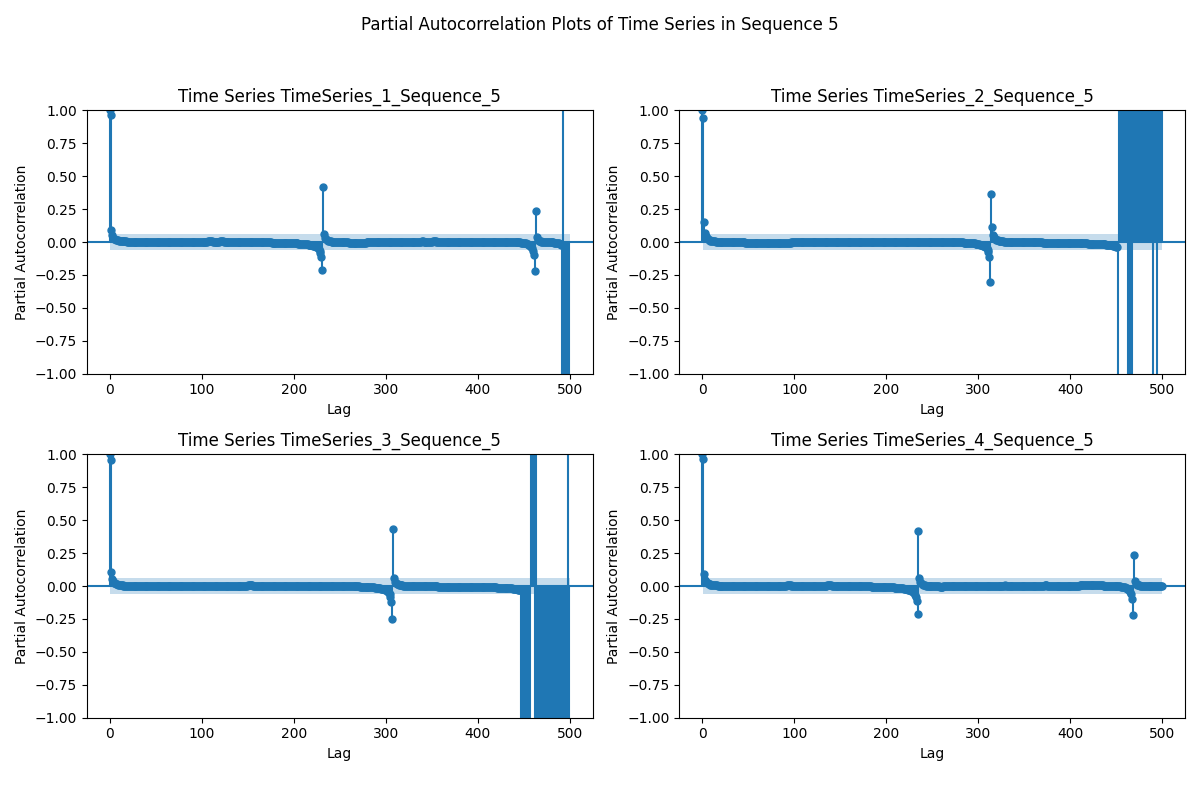 Partial Autocorrelation Plots of Time Series in Sequence 5
Time Series TimeSeries_1_Sequence_5
1.00
0.75
0.50
0.25
0.00
−0.25
−0.50
−0.75
−1.00
Partial Autocorrelation
0 100 200 300 400 500
Lag
Time Series TimeSeries_2_Sequence_5
1.00
0.75
0.50
0.25
0.00
−0.25
−0.50
−0.75
−1.00
Partial Autocorrelation
0 100 200 300 400 500
Lag
Time Series TimeSeries_3_Sequence_5
1.00
0.75
0.50
0.25
0.00
−0.25
−0.50
−0.75
−1.00
Partial Autocorrelation
0 100 200 300 400 500
Lag
Time Series TimeSeries_4_Sequence_5
1.00
0.75
0.50
0.25
0.00
−0.25
−0.50
−0.75
−1.00
Partial Autocorrelation
0 100 200 300 400 500
Lag